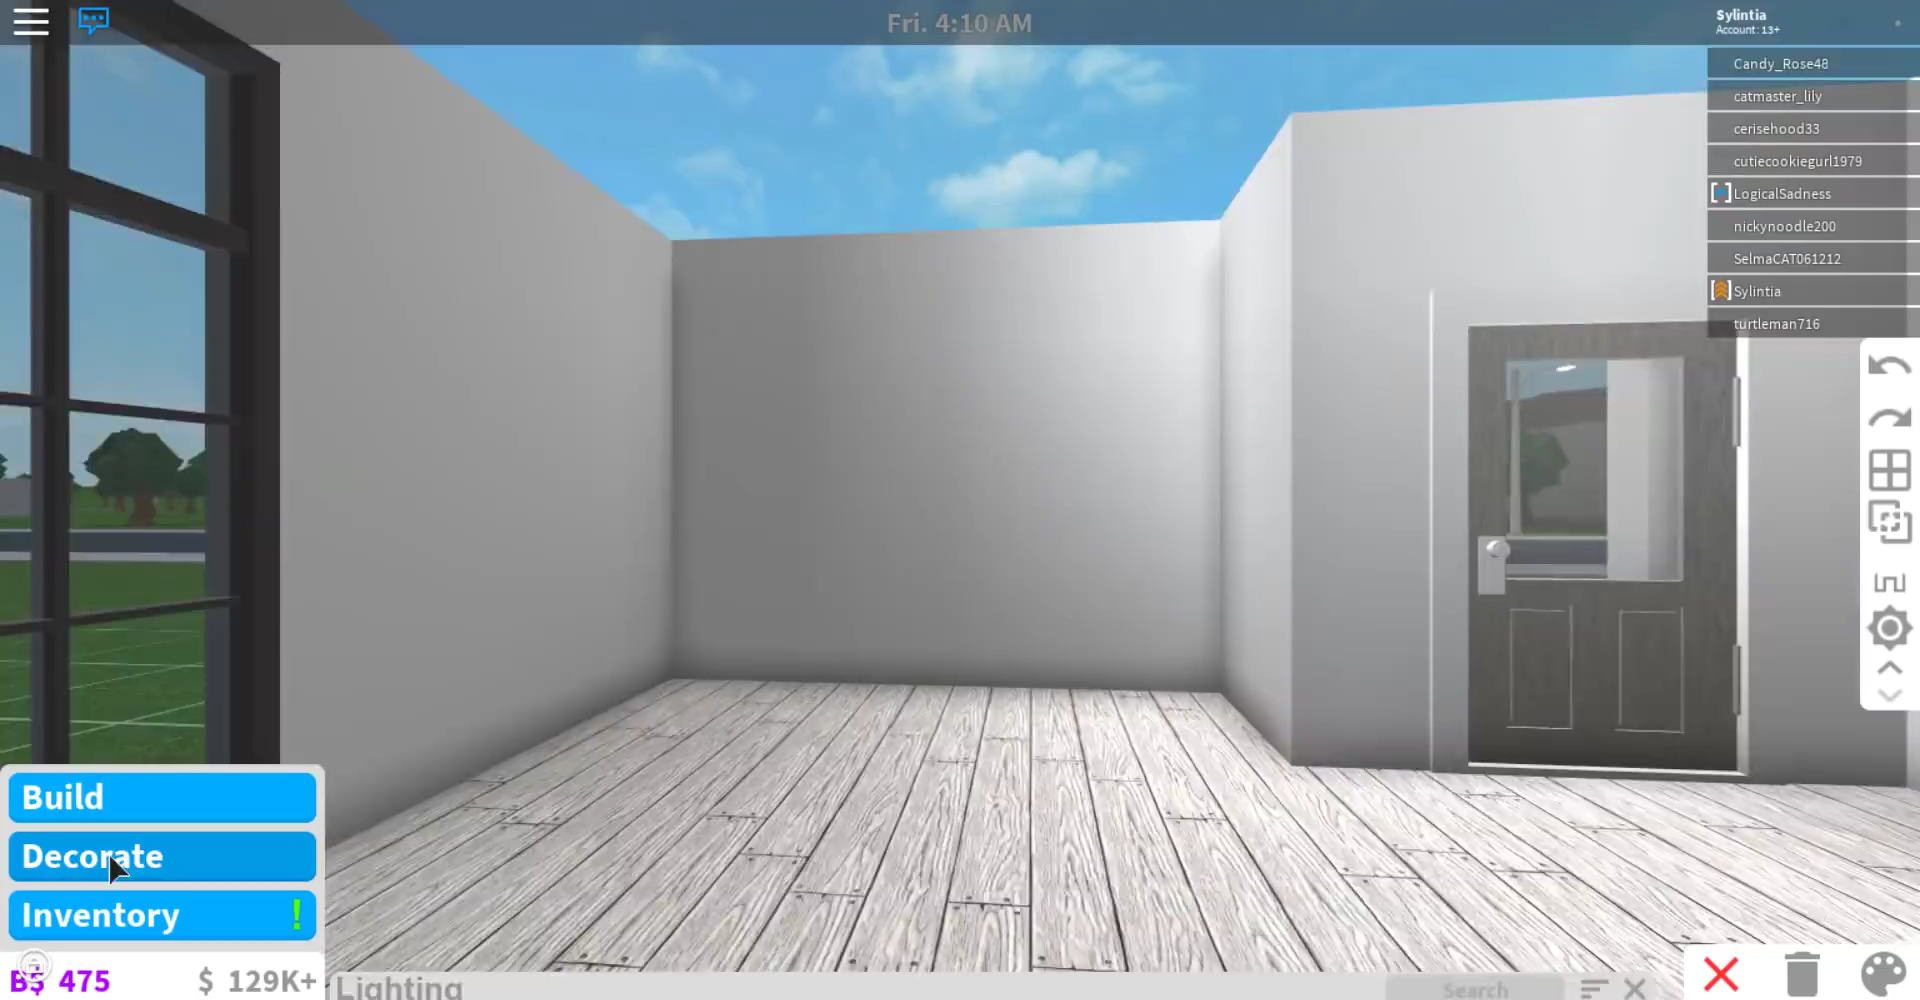 Fri. 4:10 AM
Sylintia
Account: 13+
Candy_Rose48
catmaster_lily
cerisehood33
cutiecookiegurl1979
LogicalSadness
nickynoodle200
SelmaCAT061212
Sylintia
turtleman716
Build
Decorate
Inventory !
B$ 475 $ 129K+
Lighting
Search